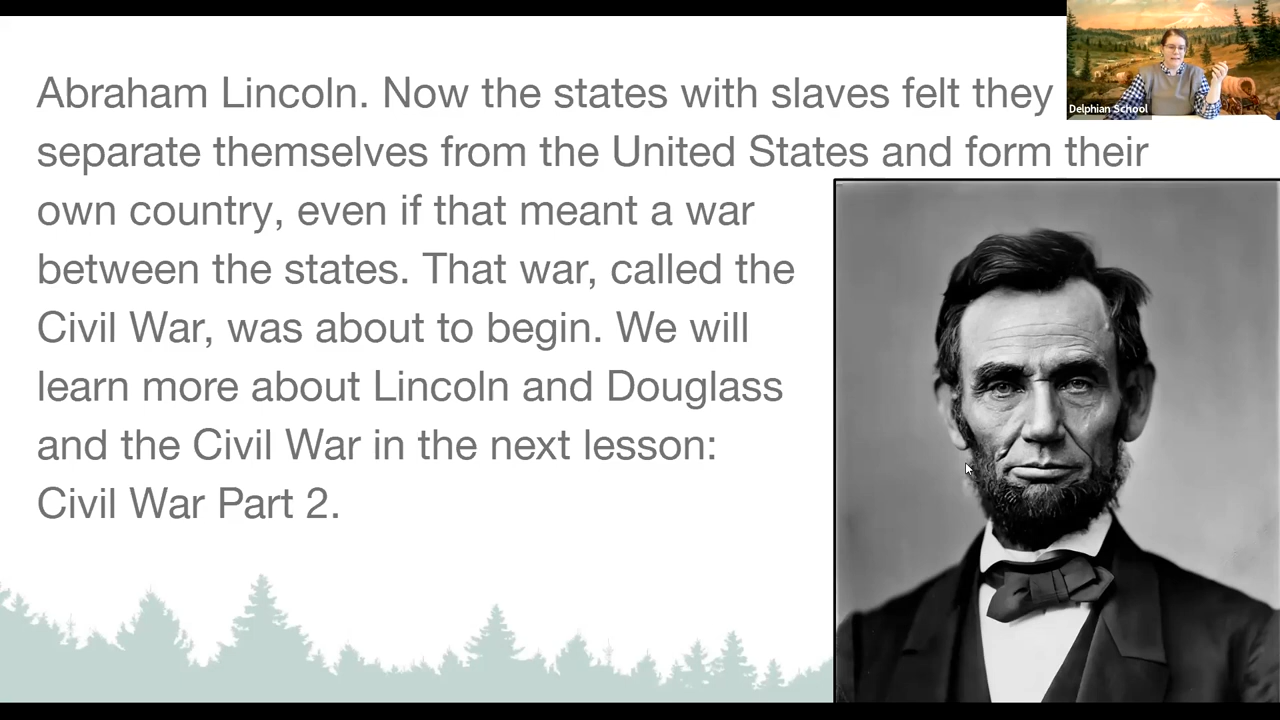 Abraham Lincoln. Now the states with slaves felt they
separate themselves from the United States and form their
own country, even if that meant a war
between the states. That war, called the
Civil War, was about to begin. We will
learn more about Lincoln and Douglass
and the Civil War in the next lesson:
Civil War Part 2.
Delphian School